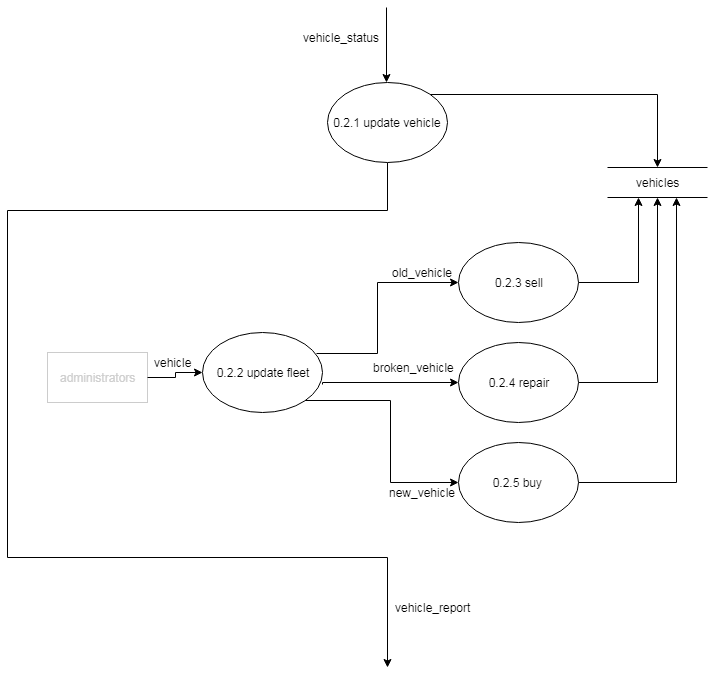 vehicle_status
0.2.1 update vehicle
vehicles
old_vehicle
0.2.3 sell
vehicle
administrators
0.2.2 update fleet
broken_vehicle
0.2.4 repair
new_vehicle
0.2.5 buy
vehicle_report